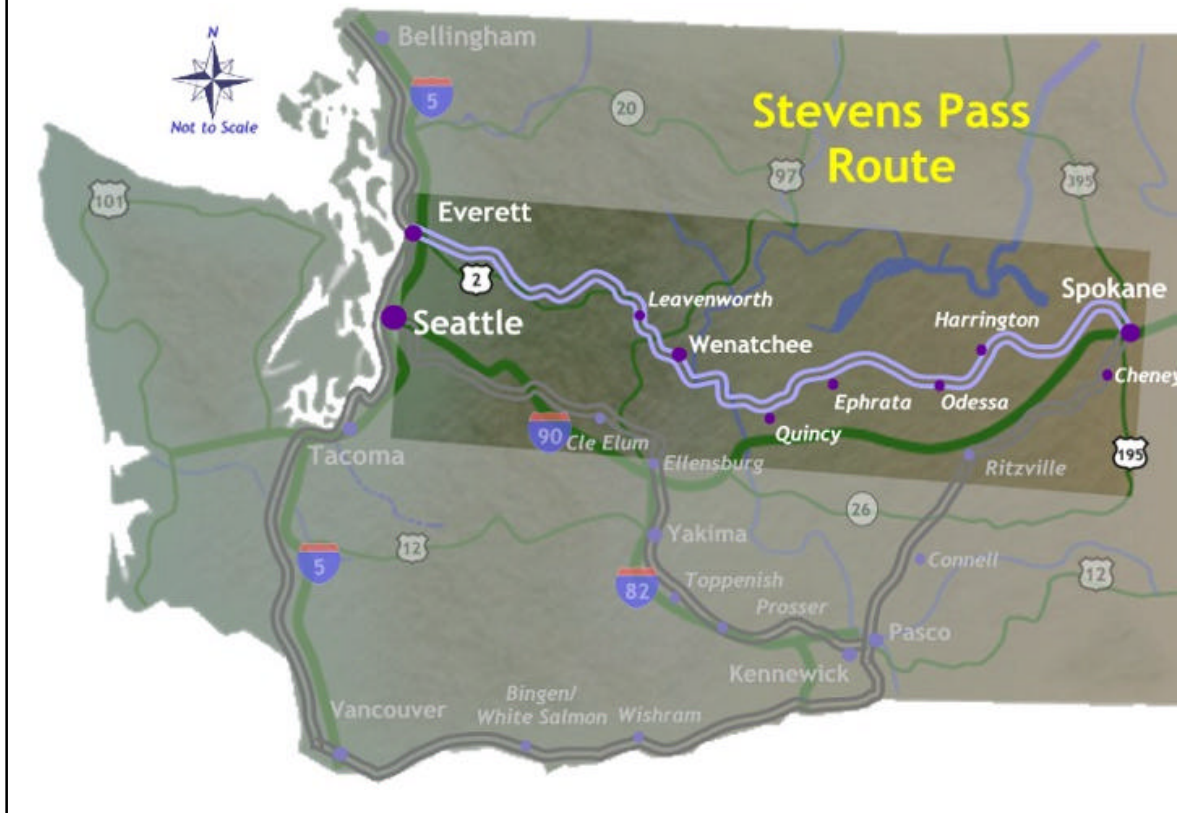 N
Not to Scale
Bellingham
5
20
Stevens Pass
Route
97
395
101
Everett
2
Leavenworth
Spokane
Seattle
Harrington
Wenatchee
Cheney
Ephrata
Odessa
Quincy
90
Cle Elum
Tacoma
Ellensburg
Ritzville
195
26
Yakima
12
5
Connell
82
Toppenish
12
Prosser
Pasco
Kennewick
Bingen/
White Salmon
Wishram
Vancouver